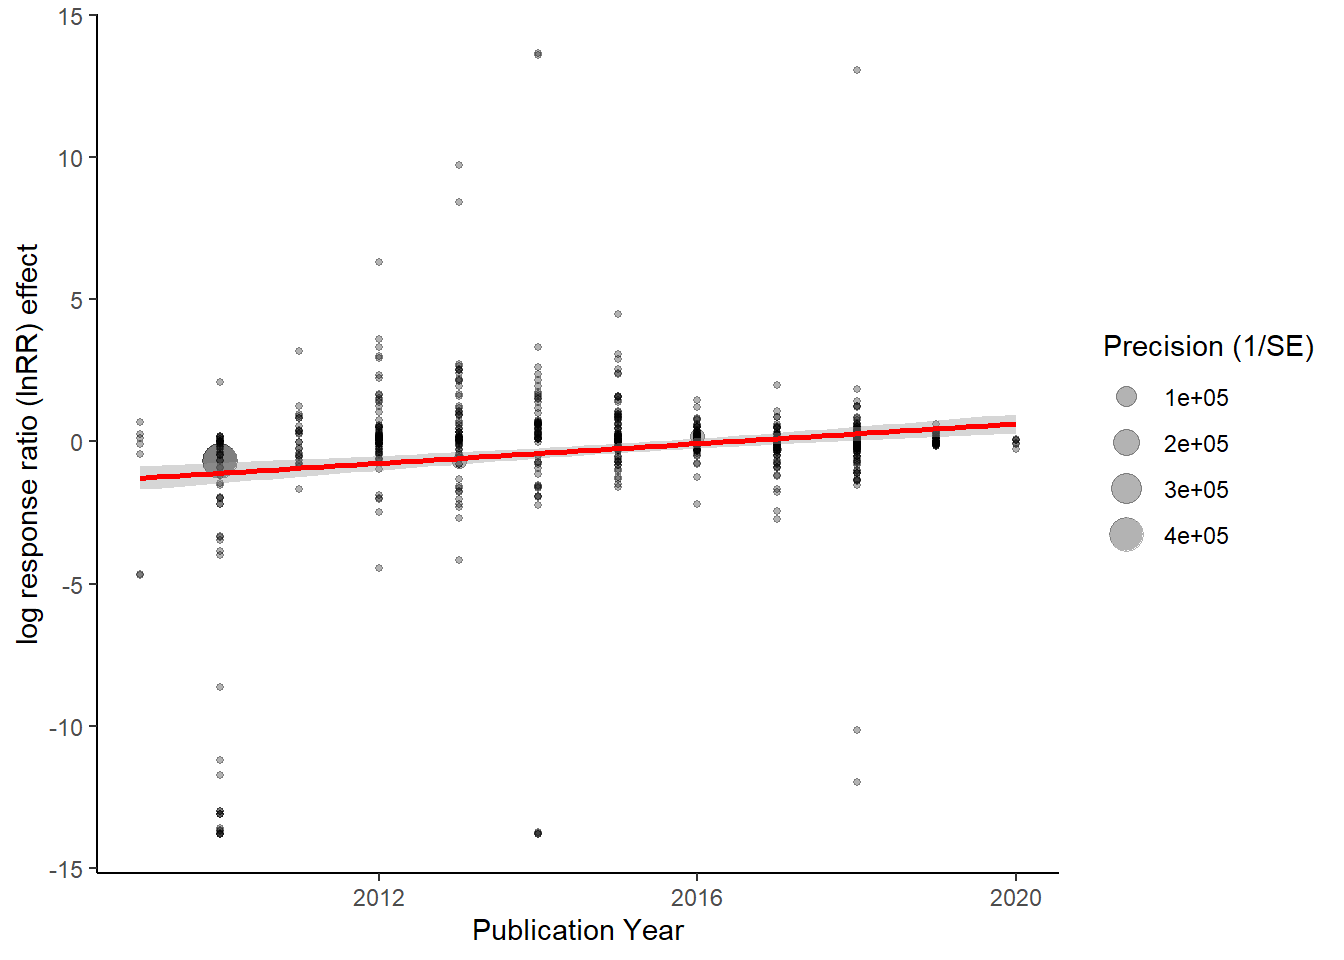 15
10
5
0
-5
-10
-15
log response ratio (lnRR) effect
2012
2016
2020
Publication Year
Precision (1/SE)
1e+05
2e+05
3e+05
4e+05